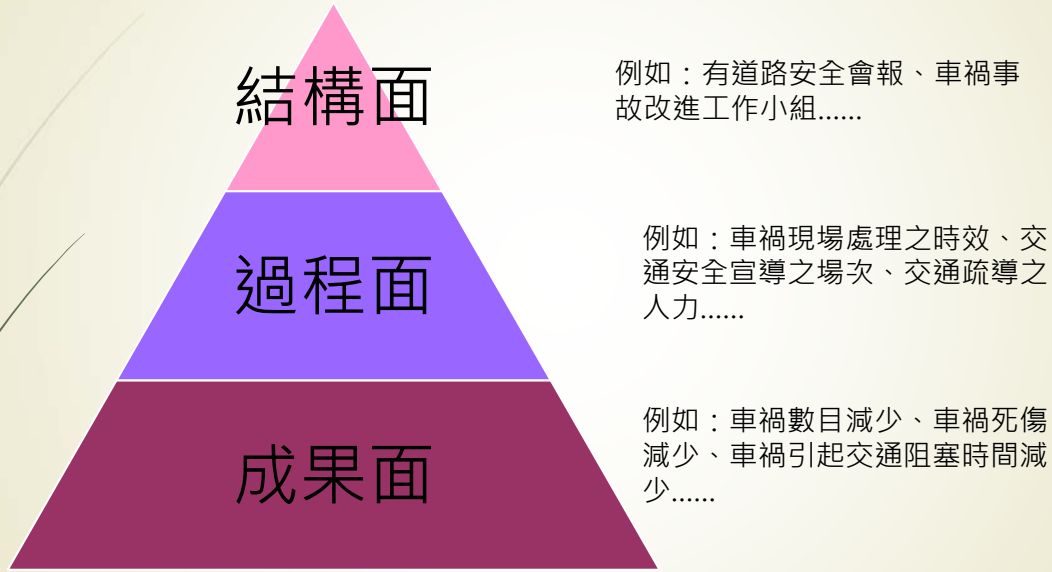 結構面
例如：有道路安全會報、車禍事
故改進工作小組......
過程面
例如：車禍現場處理之時效、交
通安全宣導之場次、交通疏導之
人力......
成果面
例如：車禍數目減少、車禍死傷
減少、車禍引起交通阻塞時間減
少......